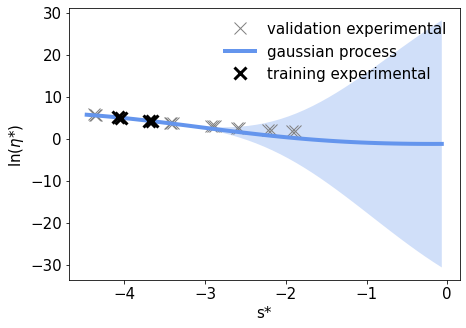 30
20
10
0
−10
−20
−30
ln(η*)
validation experimental
gaussian process
training experimental
−4
−3
−2
−1
0
s*